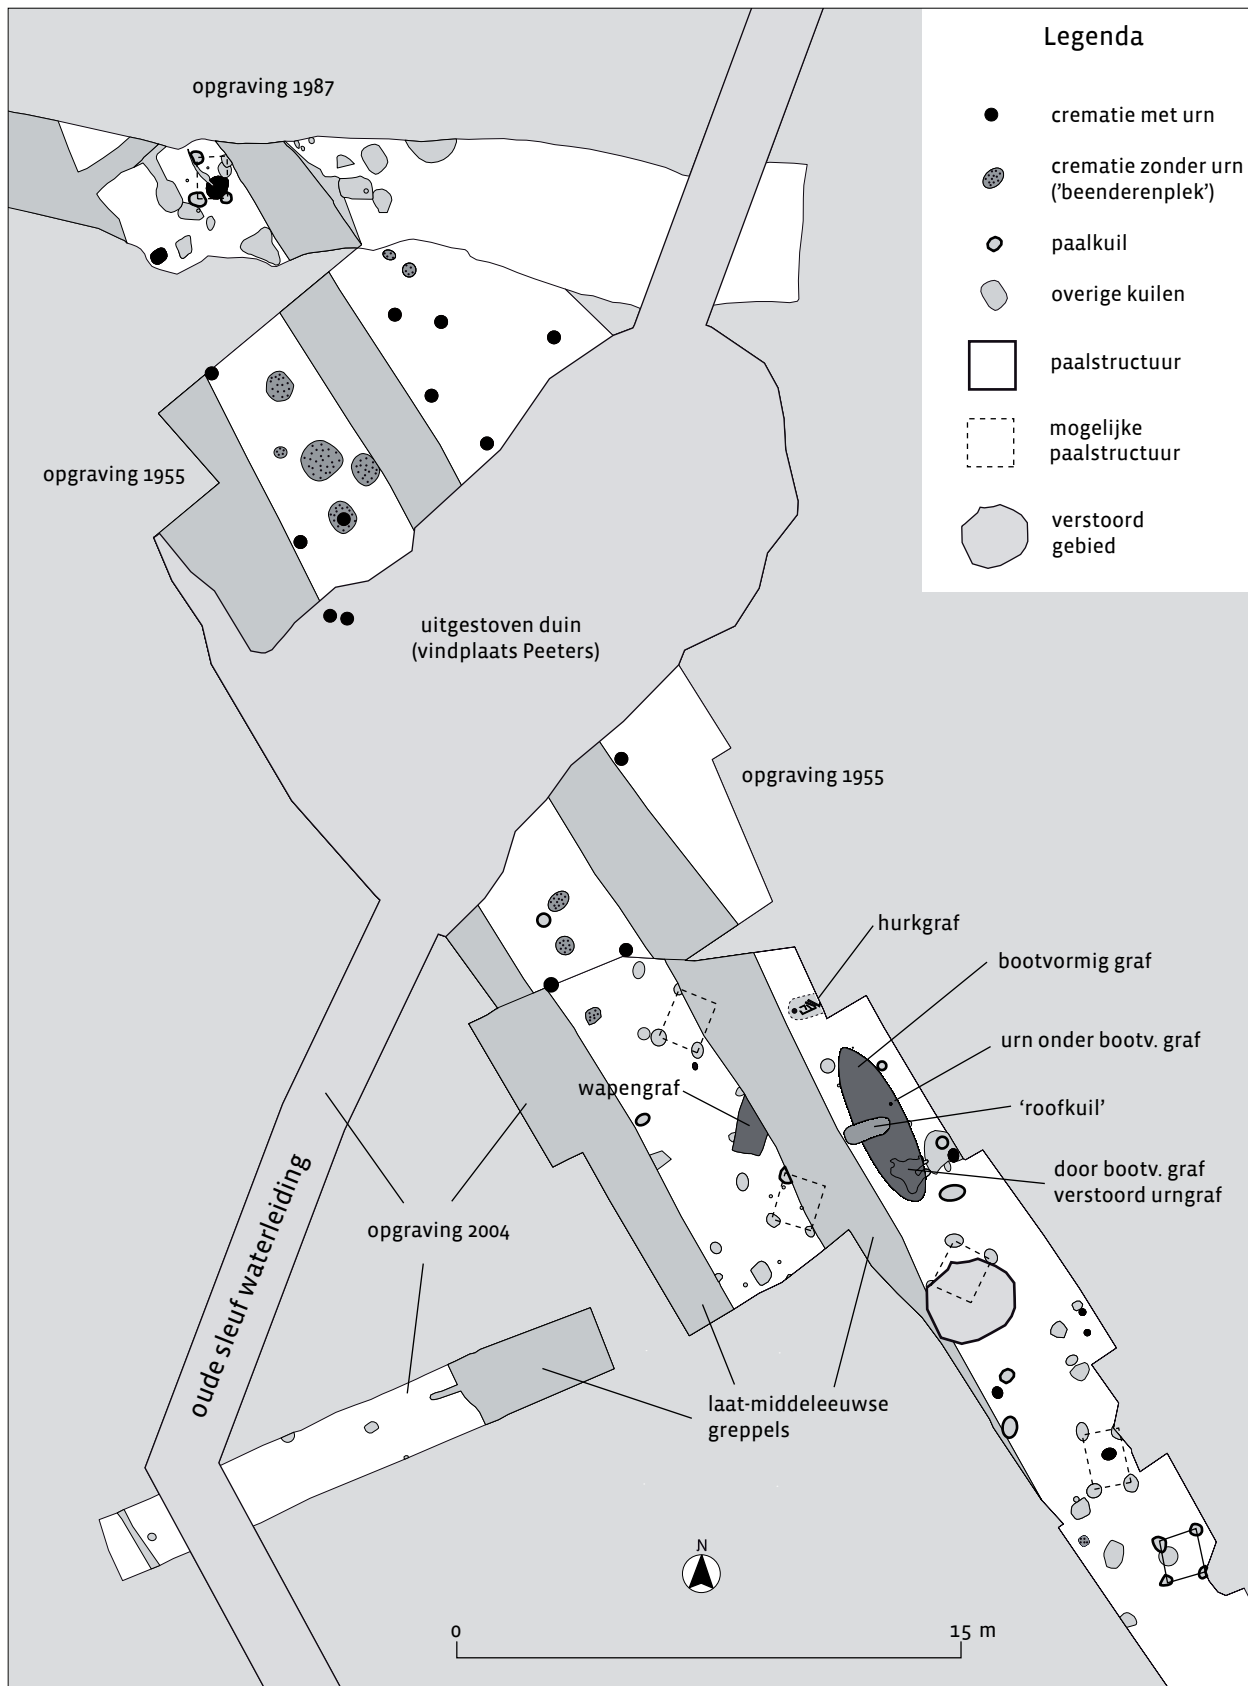 opgraving 1987
Legenda
crematie met urn
crematie zonder urn
('beenderenplek')
paalkuil
overige kuilen
paalstructuur
mogelijke
paalstructuur
verstoord
gebied
opgraving 1955
uitgestoven duin
(vindplaats Peeters)
opgraving 1955
hurkgraf
bootvormig graf
urn onder bootv. graf
wapengraf
'roofkuil'
door bootv. graf
verstoord urngraf
oude sleuf waterleiding
opgraving 2004
laat-middeleeuwse
greppels
N
0
15 m